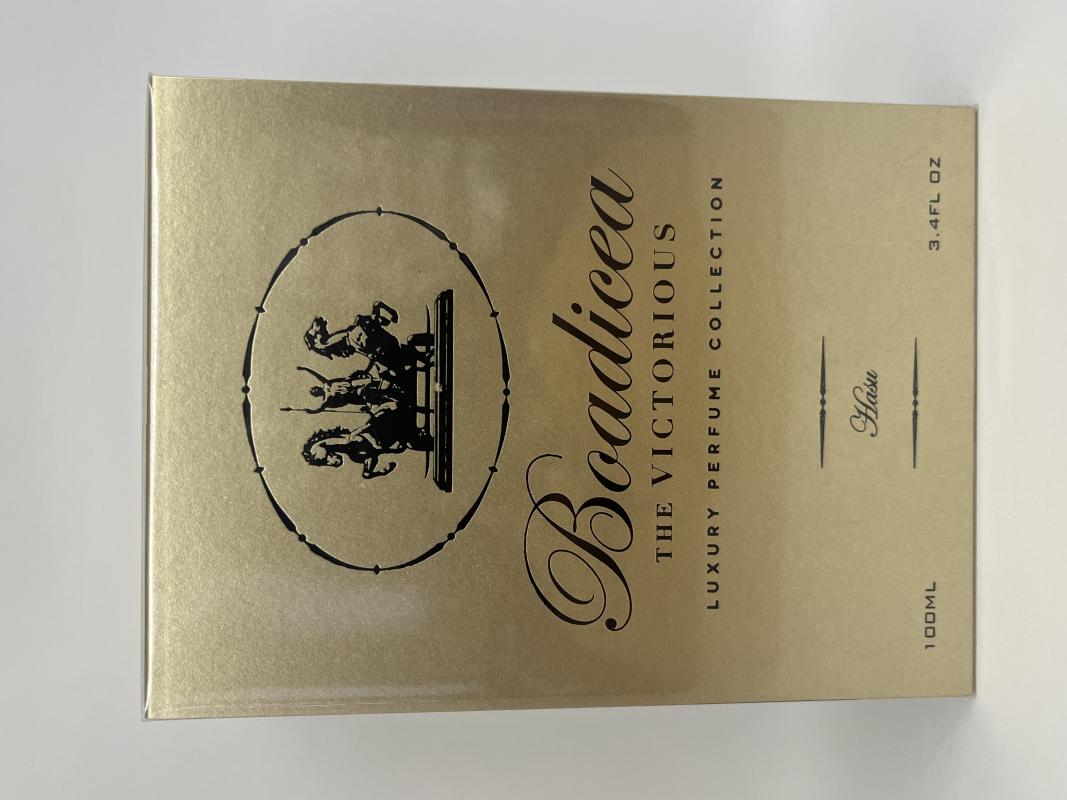 Boadicea
THE VICTORIOUS
LUXURY PERFUME COLLECTION
Hasu
100ML 3.4FL OZ